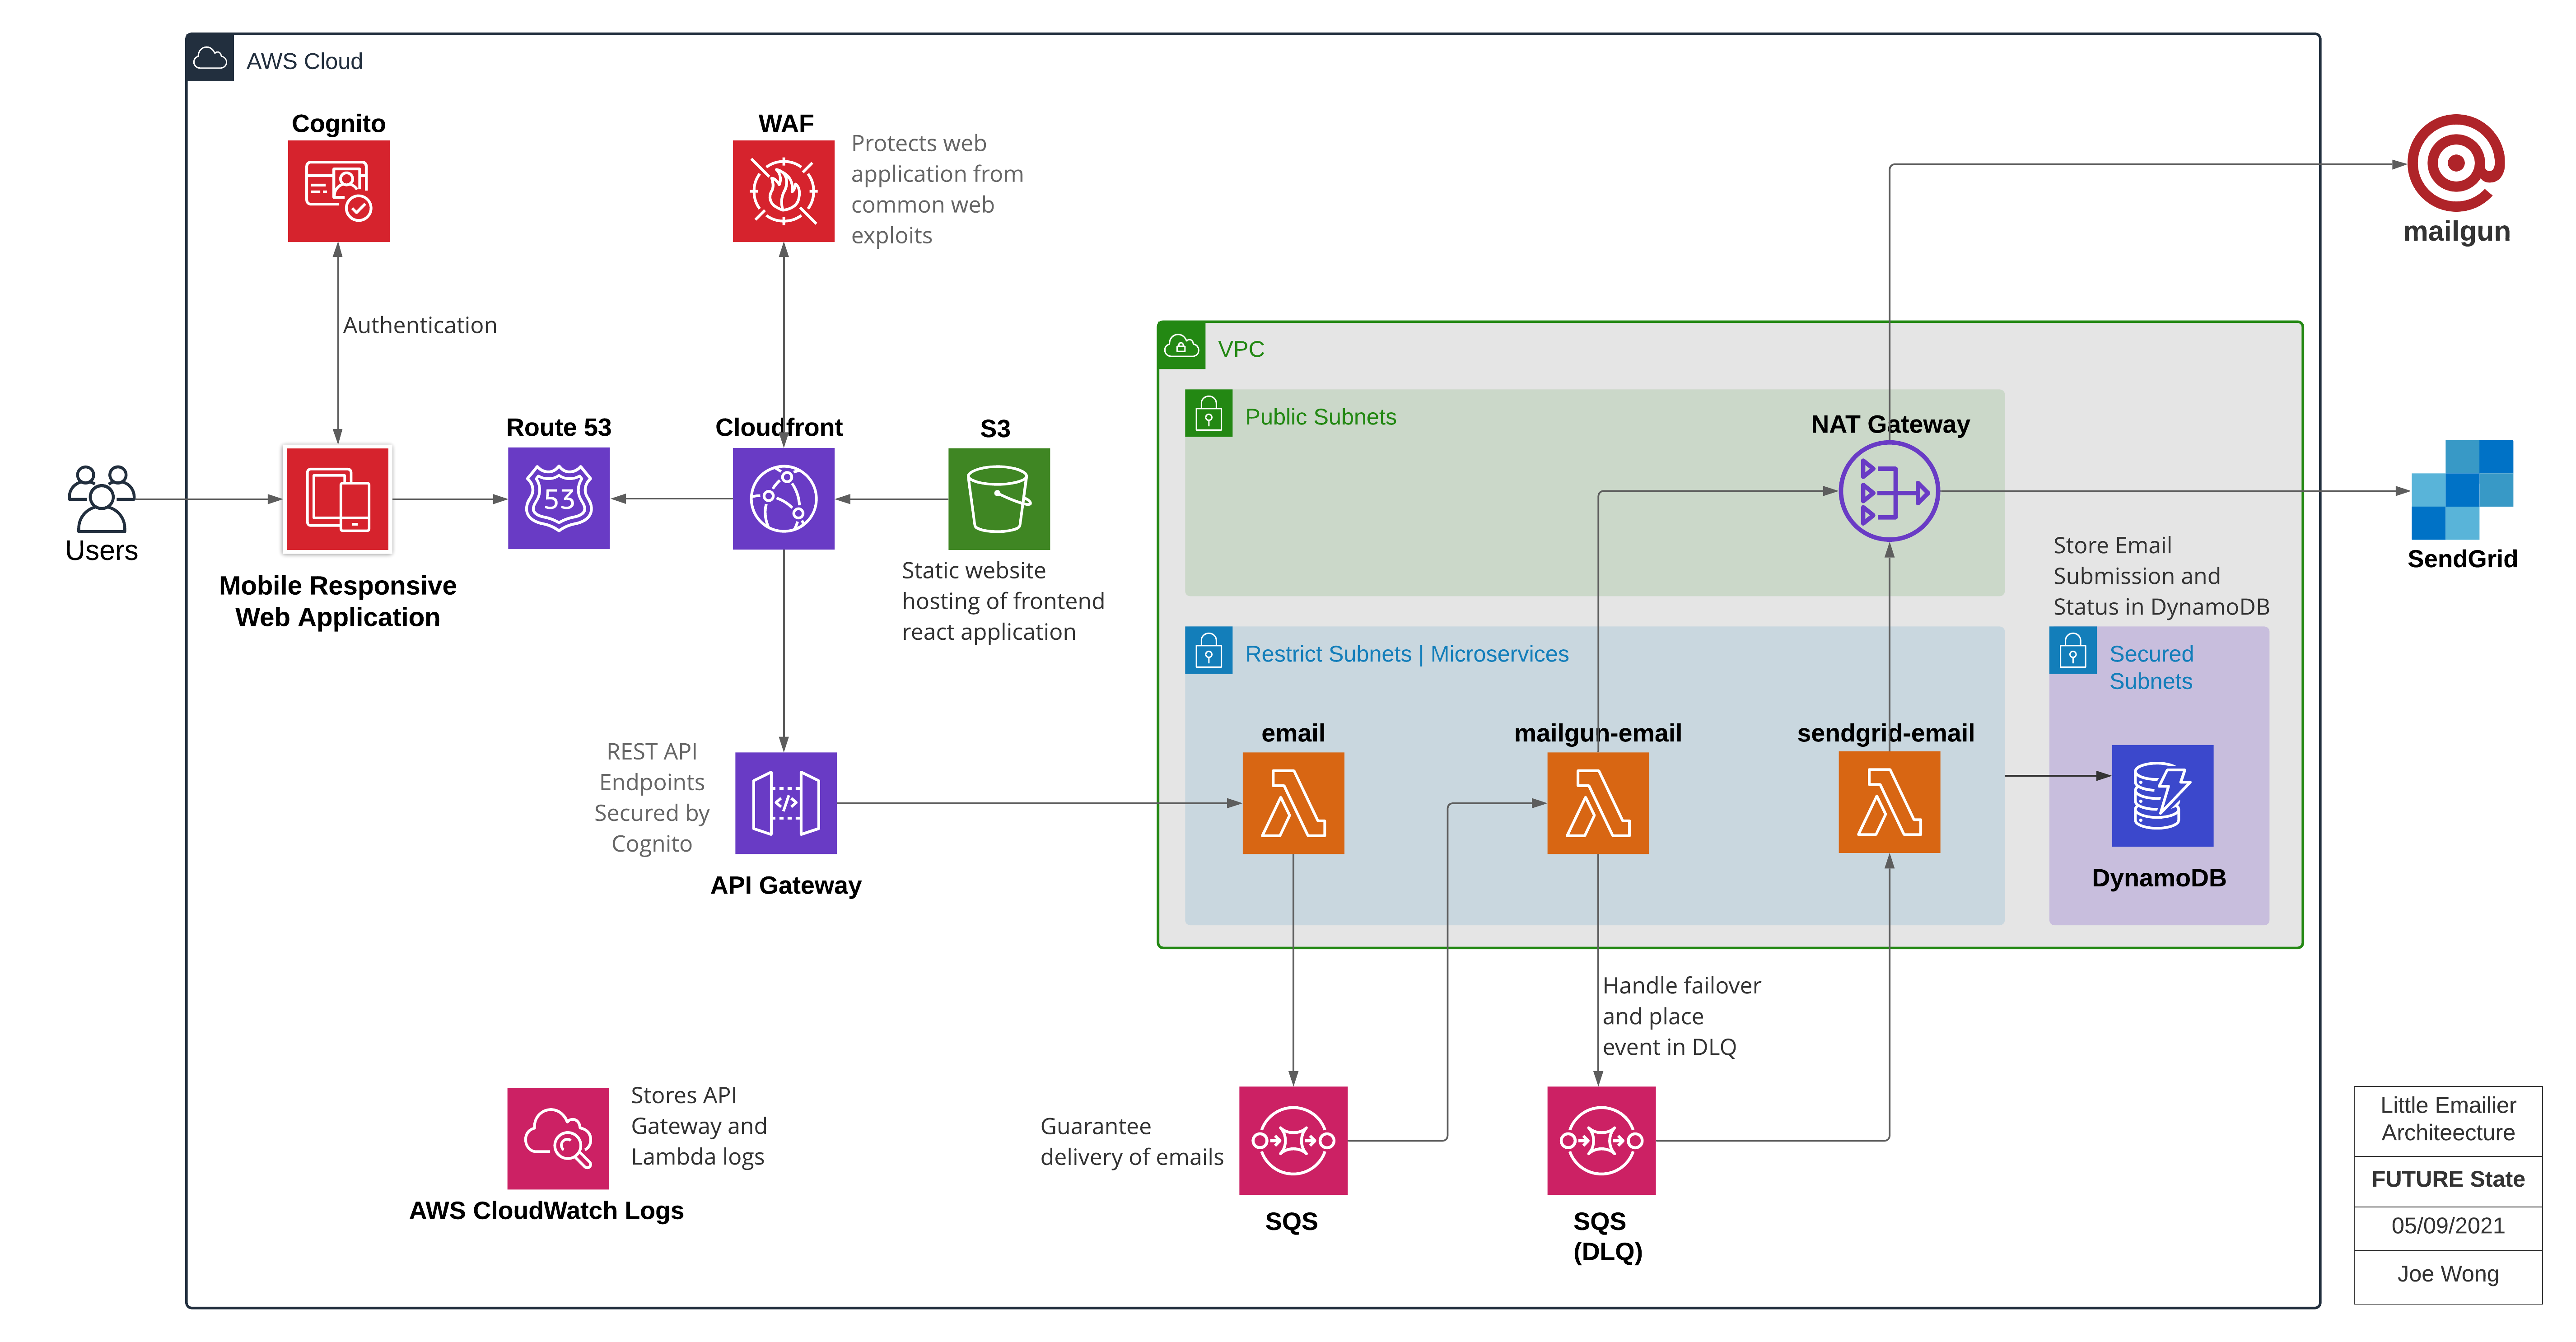 AWS Cloud
Cognito
WAF
Protects web
application from
common web
exploits
mailgun
Authentication
VPC
Public Subnets
NAT Gateway
Users
Mobile Responsive
Web Application
Route 53
53
Cloudfront
S3
Static website
hosting of frontend
react application
SendGrid
Store Email
Submission and
Status in DynamoDB
Restrict Subnets | Microservices
Secured
Subnets
email
mailgun-email
sendgrid-email
DynamoDB
REST API
Endpoints
Secured by
Cognito
API Gateway
Handle failover
and place
event in DLQ
Stores API
Gateway and
Lambda logs
AWS CloudWatch Logs
Guarantee
delivery of emails
SQS
SQS
(DLQ)
Little Emailier
Architeecture
FUTURE State
05/09/2021
Joe Wong